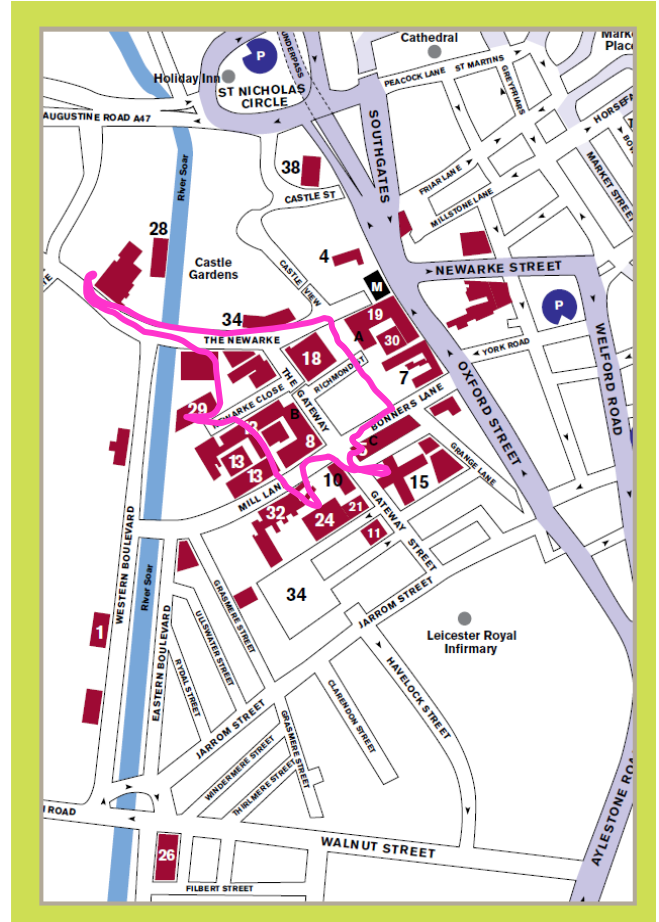 Cathedral
Mark
Place
P
UNDERPASS
Holiday Inn
ST NICHOLAS
CIRCLE
PEACOCK LANE
ST MARTINS
GREYFRIARS
HORSEFA
AUGUSTINE ROAD A47
SOUTHGATES
MARKET STREET
BOW
River Soar
38
FRIAR LANE
CASTLE ST
MILLSTONE LANE
28
Castle
Gardens
4
CASTLE
VIEW
NEWARKE STREET
M
P
34
19
THE NEWARKE
A
30
YORK ROAD
WELFORD ROAD
18
THE
GATEWAY
RICHMOND ST
7
OXFORD STREET
29
NEWARKE CLOSE
B
BONNERS LANE
8
C
13
13
GRANGE LANE
MILL LANE
10
15
32
24
21
GATEWAY
STREET
11
WESTERN BOULEVARD
River Soar
EASTERN BOULEVARD
GRASMERE STREET
34
JARROM STREET
1
ULLSWATER STREET
Leicester Royal
Infirmary
RYDAL STREET
HAVELOCK STREET
CLARENDON STREET
JARROM STREET
GRASMERE STREET
WINDERMERE STREET
THIRLMERE STREET
AYLESTONE ROA
ROAD
WALNUT STREET
26
FILBERT STREET